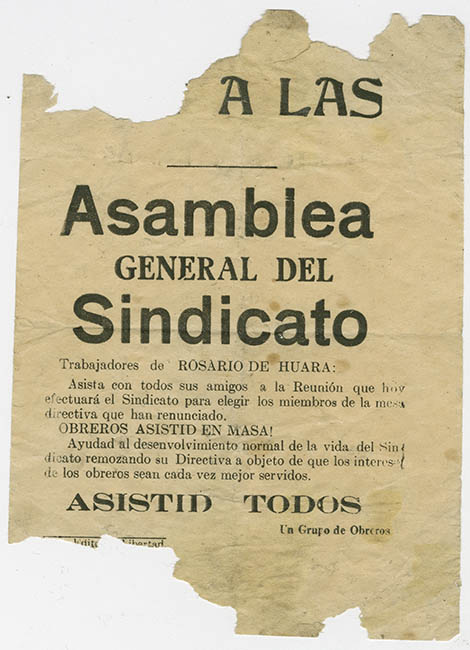 A LAS
Asamblea
GENERAL DEL
Sindicato
Trabajadores de ROSARIO DE HUARA:
Asista con todos sus amigos a la Reunión que hoy
efectuará el Sindicato para elegir los miembros de la mesa
directiva que han renunciado.
OBREROS ASISTID EN MASA!
Ayudad al desenvolvimiento normal de la vida del Sin
dicato remozando su Directiva a objeto de que los interes
de los obreros sean cada vez mejor servidos.
ASISTID TODOS
Un Grupo de Obreros
Libertad